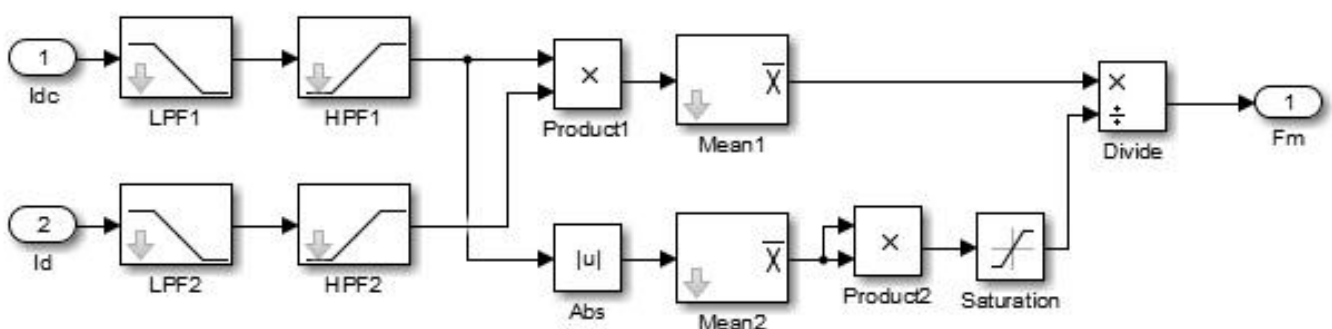 1
Idc
LPF1
HPF1
×
Product1
X
Mean1
×
÷
Divide
1
Fm
2
Id
LPF2
HPF2
|u|
Abs
X
Mean2
×
Product2
Saturation